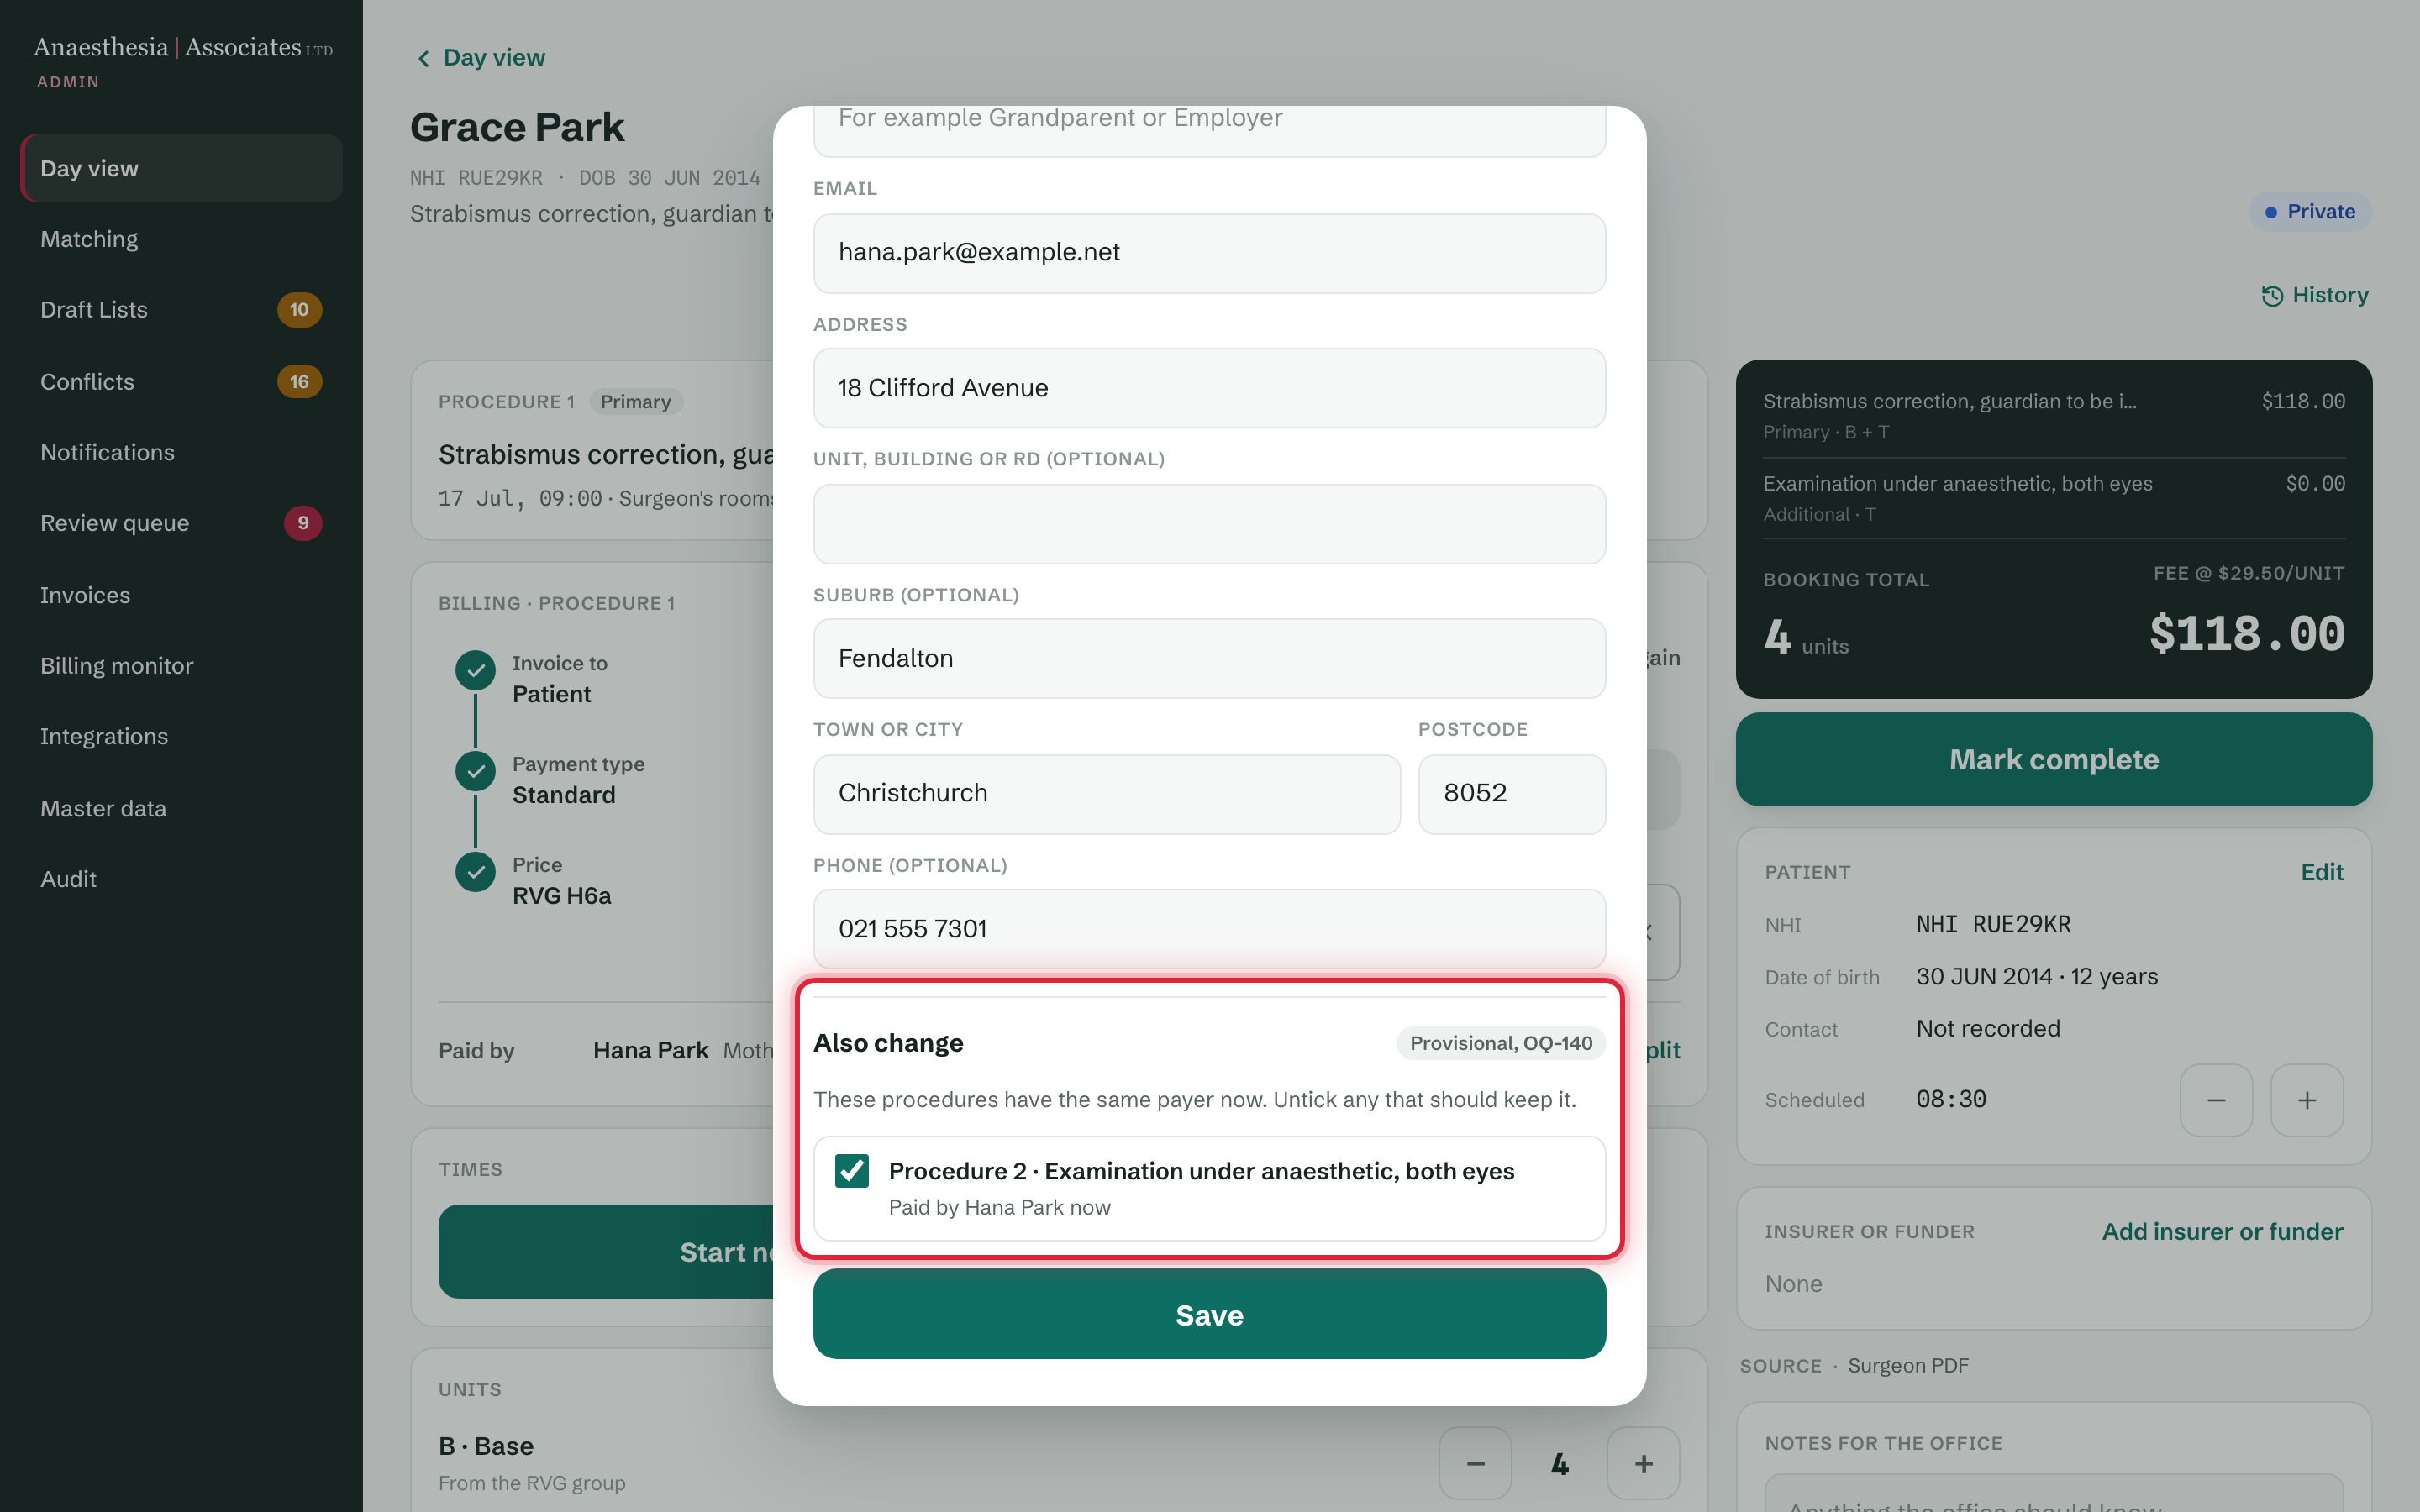 Anaesthesia | Associates LTD
ADMIN
Day view
Matching
Draft Lists 10
Conflicts 16
Notifications
Review queue 9
Invoices
Billing monitor
Integrations
Master data
Audit
Day view
Grace Park
NHI RUE29KR · DOB 30 JUN 2014
Strabismus correction, guardian
Private
History
PROCEDURE 1 Primary
Strabismus correction,
17 Jul, 09:00 · Surgeon's rooms
BILLING · PROCEDURE 1
Invoice to
Patient
Payment type
Standard
Price
RVG H6a
Paid by Hana Park
TIMES
Start
UNITS
B · Base
From the RVG group
− 4 +
For example Grandparent or Employer
EMAIL
hana.park@example.net
ADDRESS
18 Clifford Avenue
UNIT, BUILDING OR RD (OPTIONAL)
SUBURB (OPTIONAL)
Fendalton
TOWN OR CITY POSTCODE
Christchurch 8052
PHONE (OPTIONAL)
021 555 7301
Also change Provisional, OQ-140
These procedures have the same payer now. Untick any that should keep it.
Procedure 2 · Examination under anaesthetic, both eyes
Paid by Hana Park now
Save
Strabismus correction, guardian to be i... $118.00
Primary · B + T
Examination under anaesthetic, both eyes $0.00
Additional · T
BOOKING TOTAL FEE @ $29.50/UNIT
4 units $118.00
Mark complete
PATIENT Edit
NHI NHI RUE29KR
Date of birth 30 JUN 2014 · 12 years
Contact Not recorded
Scheduled 08:30 − +
INSURER OR FUNDER Add insurer or funder
None
SOURCE · Surgeon PDF
NOTES FOR THE OFFICE
Anything the office should know